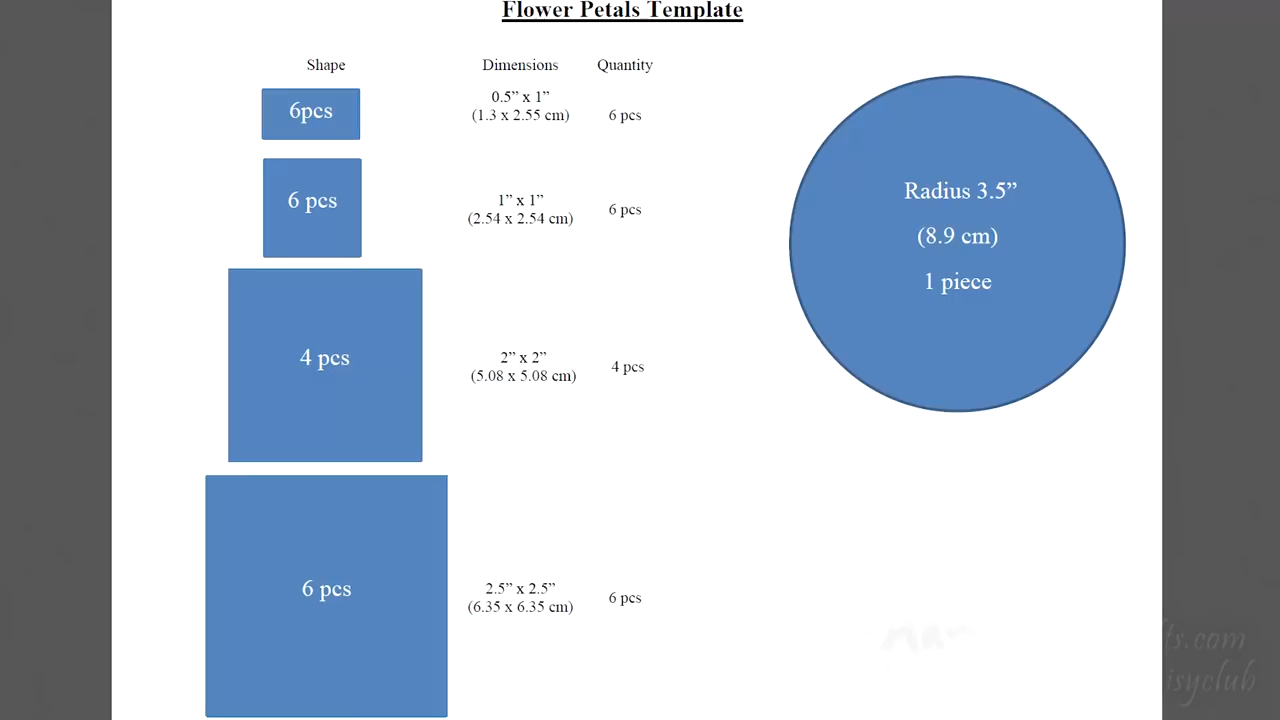 Flower Petals Template
Shape Dimensions Quantity
6pcs
0.5” x 1”
(1.3 x 2.55 cm)
6 pcs
6 pcs
1” x 1”
(2.54 x 2.54 cm)
6 pcs
4 pcs
2” x 2”
(5.08 x 5.08 cm)
4 pcs
6 pcs
2.5” x 2.5”
(6.35 x 6.35 cm)
6 pcs
Radius 3.5”
(8.9 cm)
1 piece